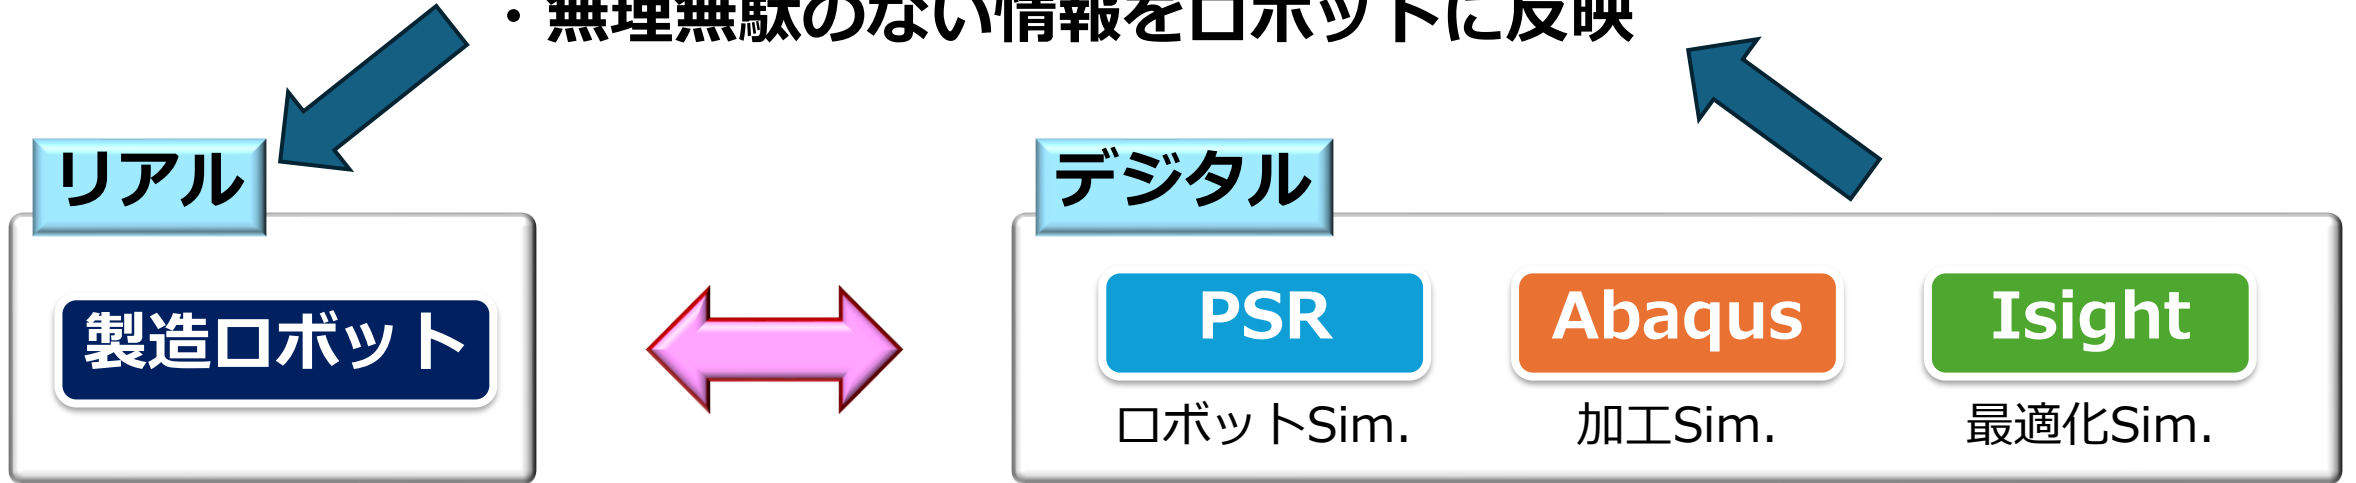 ・無理無駄のない情報をロボットに反映
リアル
デジタル
製造ロボット
PSR
Abaqus
Isight
ロボットSim.
加工Sim.
最適化Sim.